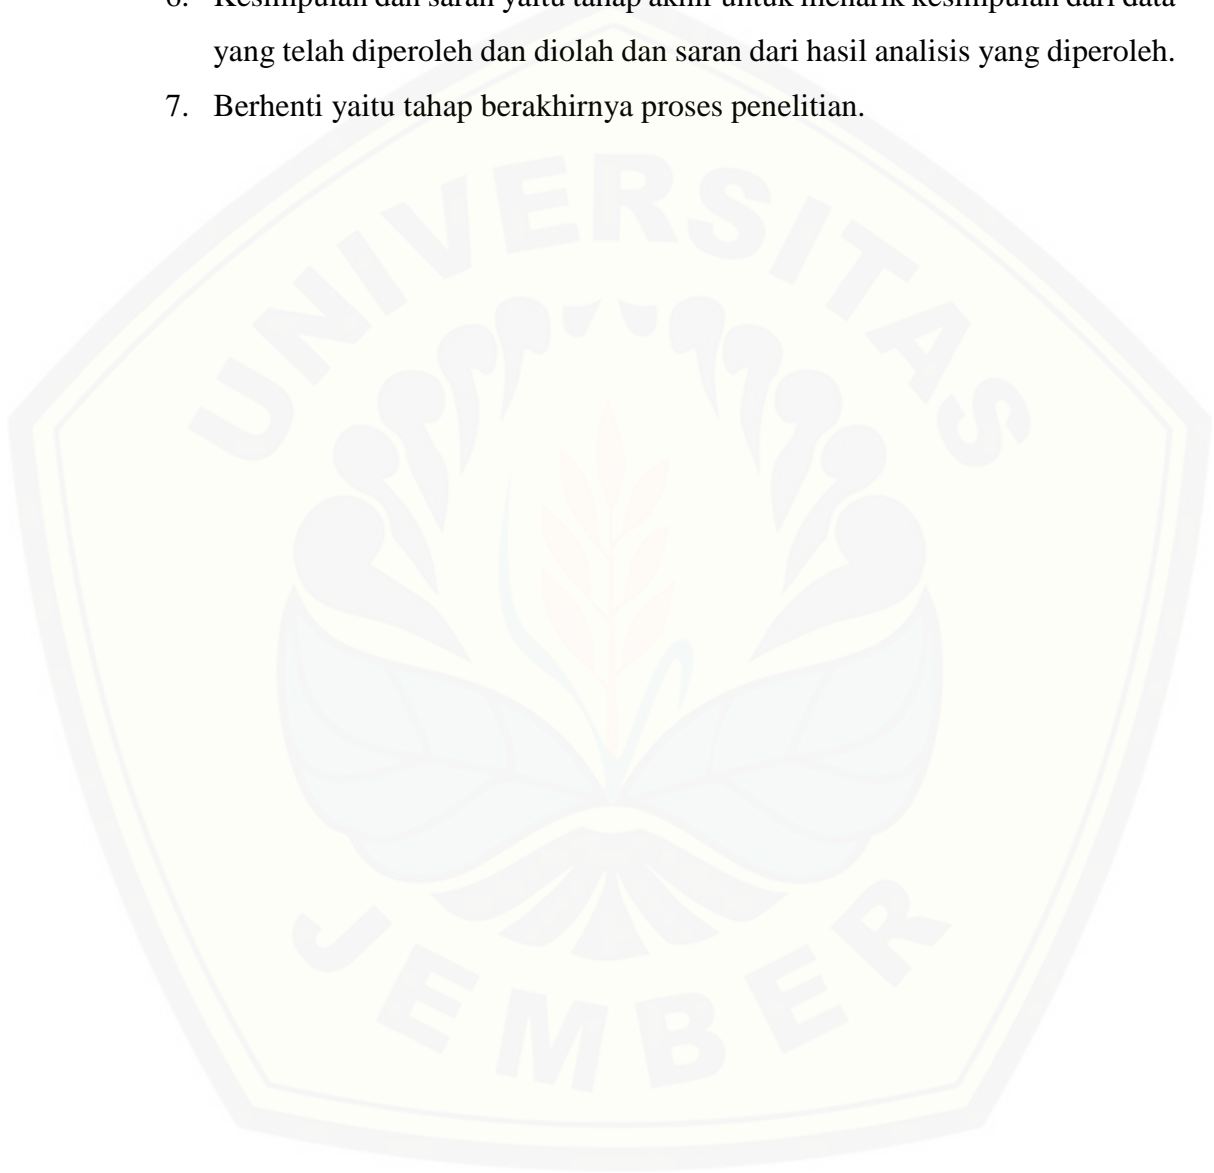 6. Kesimpulan dan saran yaitu tahap akhir untuk menarik kesimpulan dari data
yang telah diperoleh dan diolah dan saran dari hasil analisis yang diperoleh.
7. Berhenti yaitu tahap berakhirnya proses penelitian.
UNIVERSITAS
JEMBER